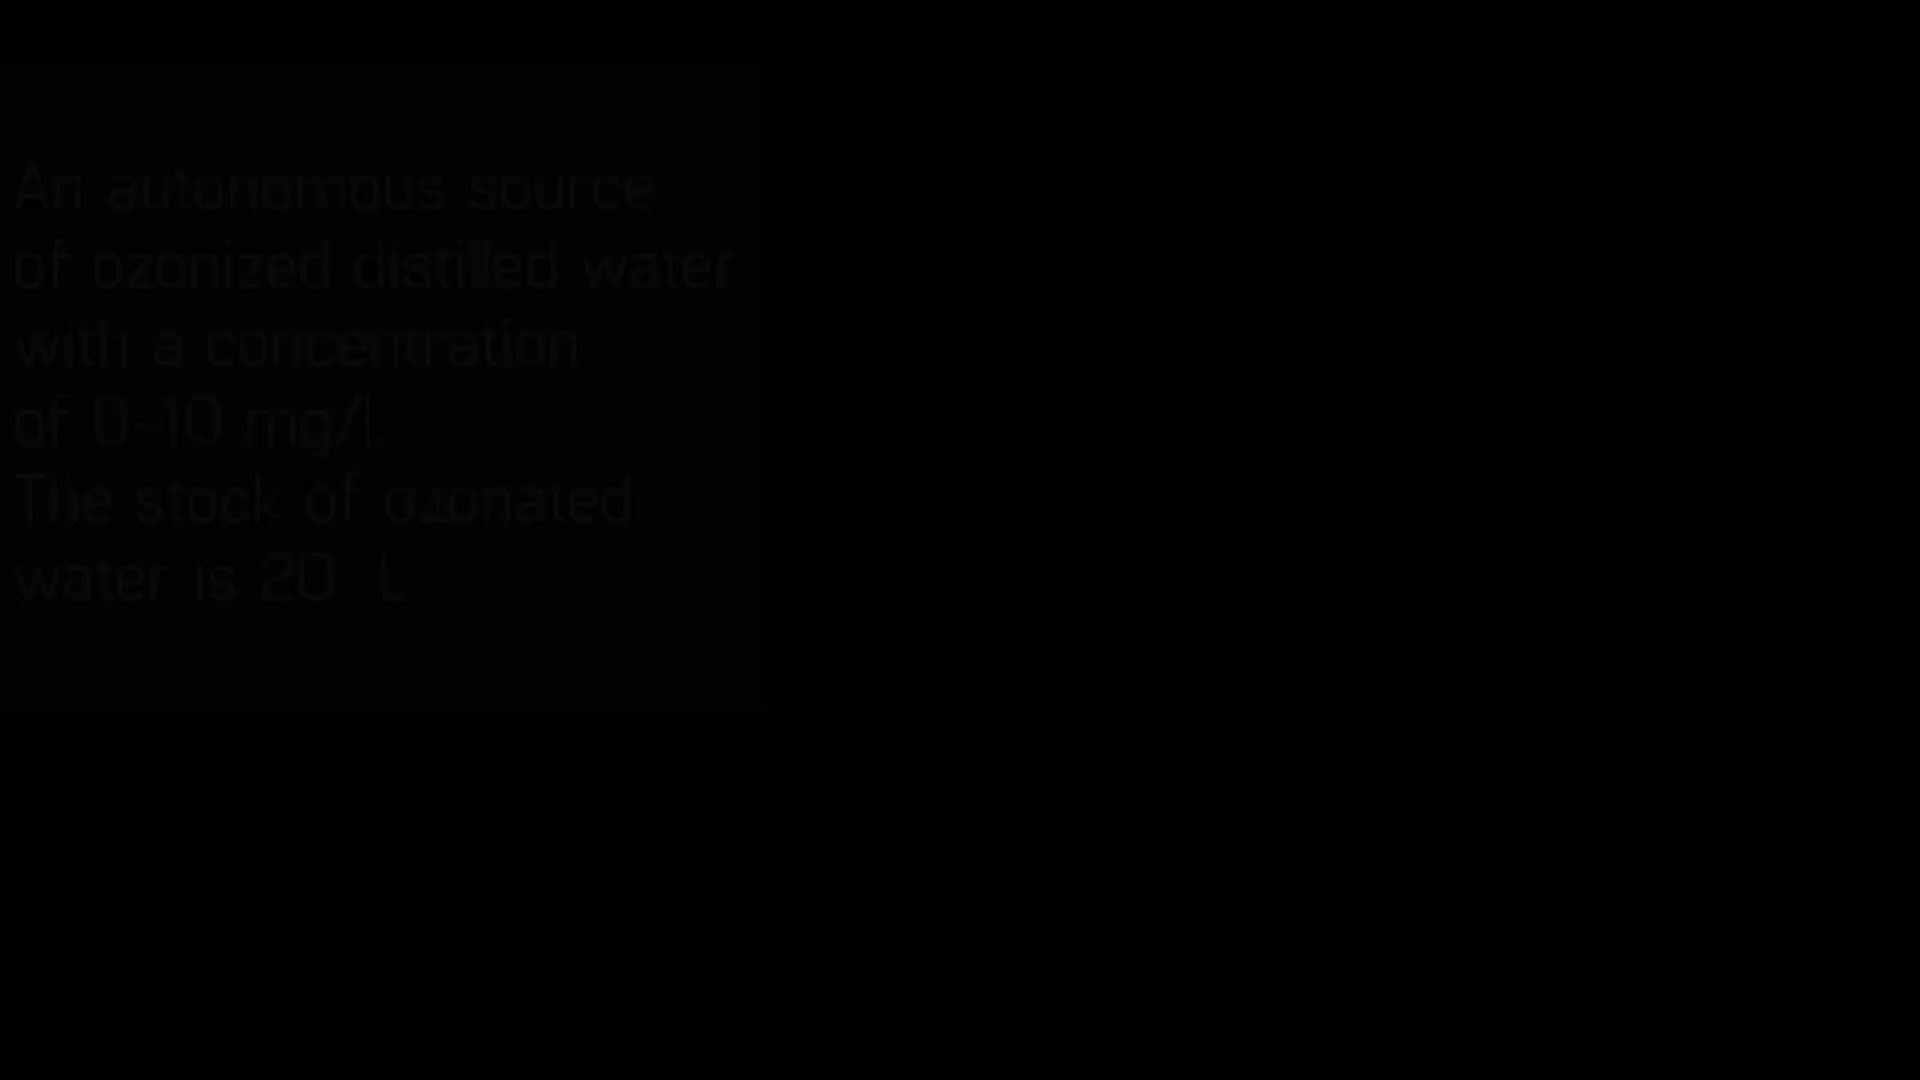 An autonomous source
of ozonized distilled water
with a concentration
of 0-10 mg/l.
The stock of ozonated
water is 20 L